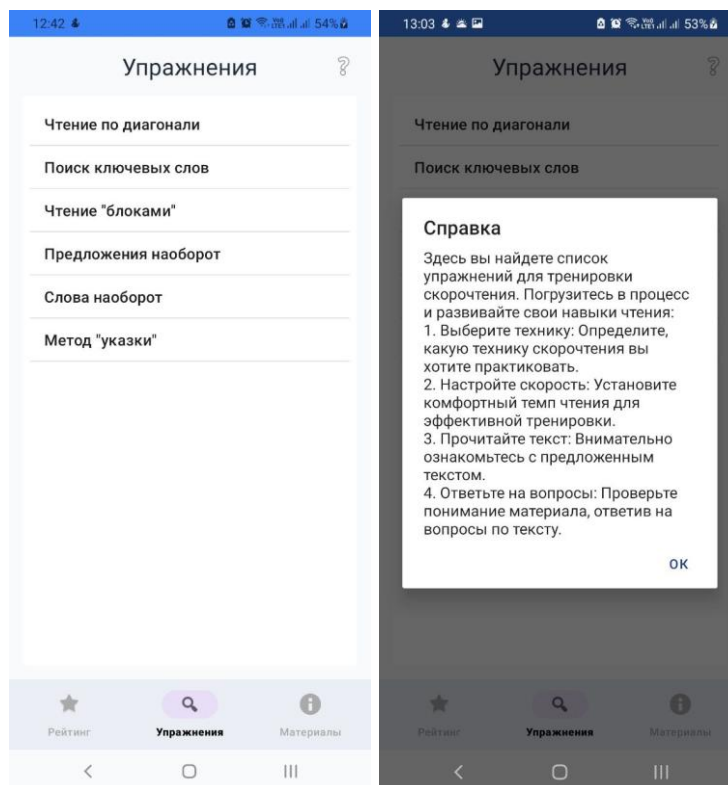 12:42
54%
Упражнения
Чтение по диагонали
Поиск ключевых слов
Чтение "блоками"
Предложения наоборот
Слова наоборот
Метод "указки"
Рейтинг
Упражнения
Материалы
13:03
53%
Упражнения
Чтение по диагонали
Поиск ключевых слов
Справка
Здесь вы найдете список
упражнений для тренировки
скорочтения. Погрузитесь в процесс
и развивайте свои навыки чтения:
1. Выберите технику: Определите,
какую технику скорочтения вы
хотите практиковать.
2. Настройте скорость: Установите
комфортный темп чтения для
эффективной тренировки.
3. Прочитайте текст: Внимательно
ознакомьтесь с предложенным
текстом.
4. Ответьте на вопросы: Проверьте
понимание материала, ответив на
вопросы по тексту.
ОК
Рейтинг
Упражнения
Материалы